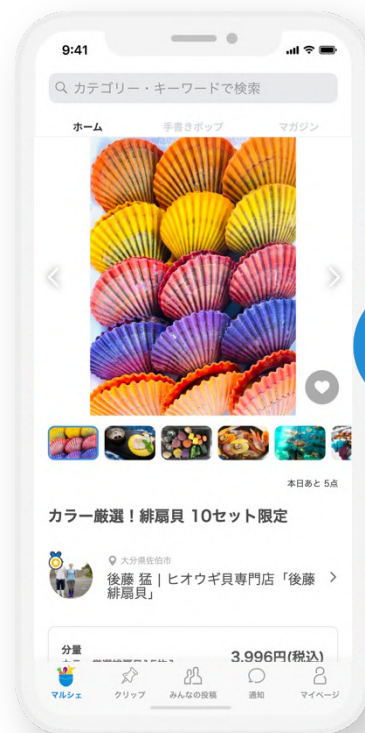 9:41
カテゴリー・キーワードで検索
ホーム 手書きポップ マガジン
本日あと 5点
カラー厳選！緋扇貝 10セット限定
大分県佐伯市
後藤 猛 | ヒオウギ貝専門店「後藤
緋扇貝」
分量
3,996円(税込)
マルシェ クリップ みんなの投稿 通知 マイページ